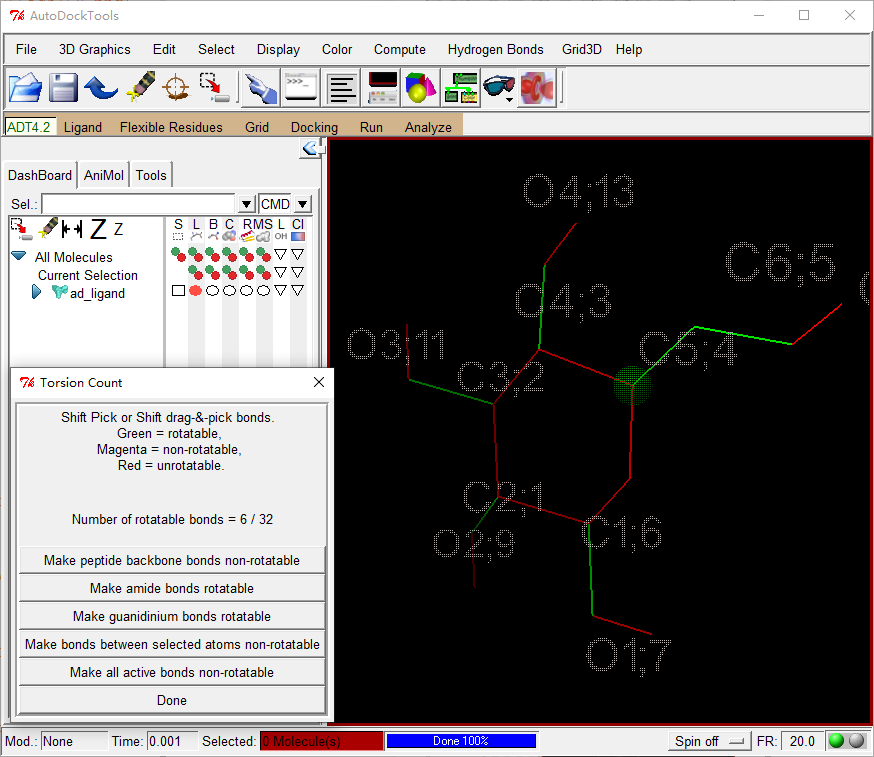 AutoDockTools
File 3D Graphics Edit Select Display Color Compute Hydrogen Bonds Grid3D Help
ADT4.2 Ligand Flexible Residues Grid Docking Run Analyze
DashBoard AniMol Tools
Sel.: CMD
Z Z S L B C R MS L Cl
All Molecules
Current Selection
ad_ligand
O4;13
C6;5
C4;3
O3;11
C5;4
C3;2
C2;1
C1;6
O2;9
O1;7
Torsion Count
Shift Pick or Shift drag-&-pick bonds.
Green = rotatable,
Magenta = non-rotatable,
Red = unrotatable.
Number of rotatable bonds = 6 / 32
Make peptide backbone bonds non-rotatable
Make amide bonds rotatable
Make guanidinium bonds rotatable
Make bonds between selected atoms non-rotatable
Make all active bonds non-rotatable
Done
Mod.: None Time: 0.001 Selected: 0 Molecule(s) Done 100% Spin off FR: 20.0